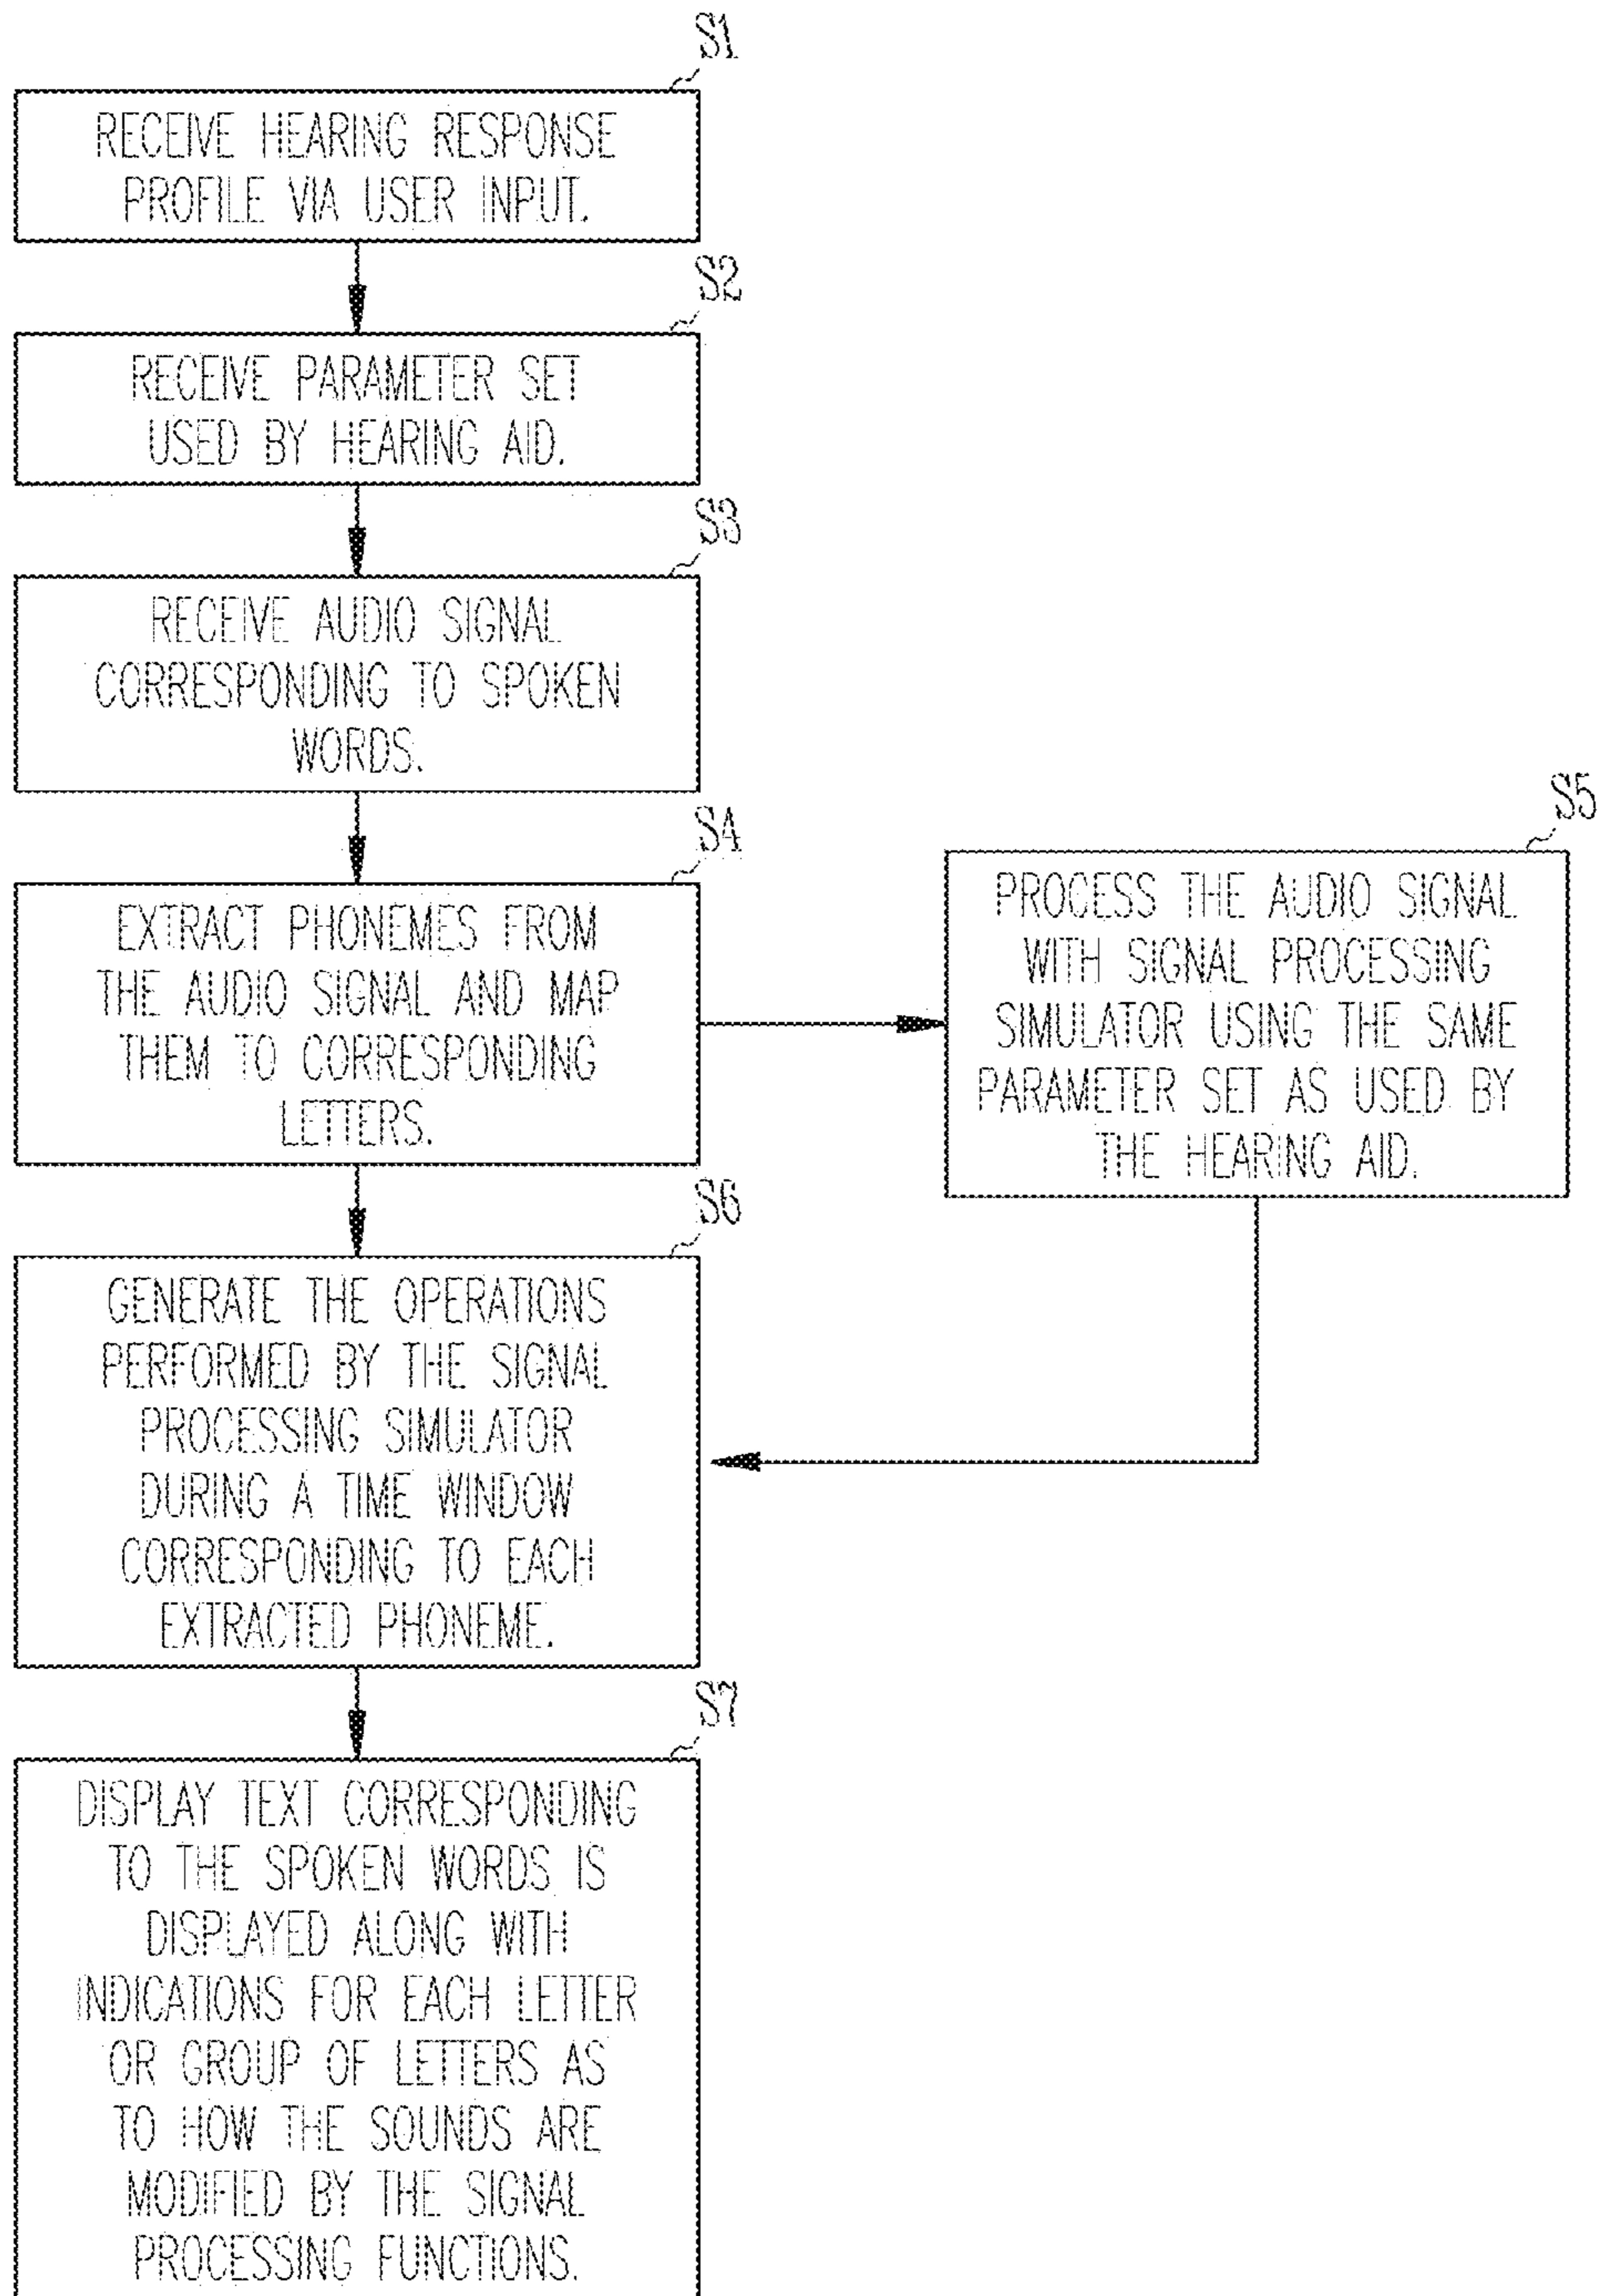 S1
RECEIVE HEARING RESPONSE
PROFILE VIA USER INPUT.
S2
RECEIVE PARAMETER SET
USED BY HEARING AID.
S3
RECEIVE AUDIO SIGNAL
CORRESPONDING TO SPOKEN
WORDS.
S4
EXTRACT PHONEMES FROM
THE AUDIO SIGNAL AND MAP
THEM TO CORRESPONDING
LETTERS.
S5
PROCESS THE AUDIO SIGNAL
WITH SIGNAL PROCESSING
SIMULATOR USING THE SAME
PARAMETER SET AS USED BY
THE HEARING AID.
S6
GENERATE THE OPERATIONS
PERFORMED BY THE SIGNAL
PROCESSING SIMULATOR
DURING A TIME WINDOW
CORRESPONDING TO EACH
EXTRACTED PHONEME.
S7
DISPLAY TEXT CORRESPONDING
TO THE SPOKEN WORDS IS
DISPLAYED ALONG WITH
INDICATIONS FOR EACH LETTER
OR GROUP OF LETTERS AS
TO HOW THE SOUNDS ARE
MODIFIED BY THE SIGNAL
PROCESSING FUNCTIONS.